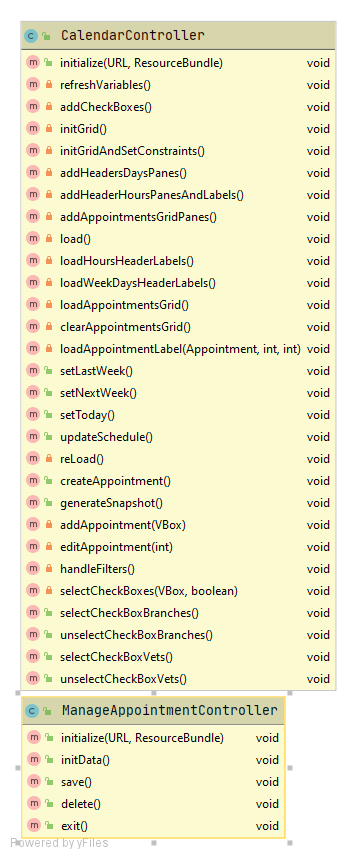 C CalendarController
m initialize(URL, ResourceBundle) void
m refreshVariables() void
m addCheckBoxes() void
m initGrid() void
m initGridAndSetConstraints() void
m addHeadersDaysPanes() void
m addHeaderHoursPanesAndLabels() void
m addAppointmentsGridPanes() void
m load() void
m loadHoursHeaderLabels() void
m loadWeekDaysHeaderLabels() void
m loadAppointmentsGrid() void
m clearAppointmentsGrid() void
m loadAppointmentLabel(Appointment, int, int) void
m setLastWeek() void
m setNextWeek() void
m setToday() void
m updateSchedule() void
m reLoad() void
m createAppointment() void
m generateSnapshot() void
m addAppointment(VBox) void
m editAppointment(int) void
m handleFilters() void
m selectCheckBoxes(VBox, boolean) void
m selectCheckBoxBranches() void
m unselectCheckBoxBranches() void
m selectCheckBoxVets() void
m unselectCheckBoxVets() void
C ManageAppointmentController
m initialize(URL, ResourceBundle) void
m initData() void
m save() void
m delete() void
m exit() void
Powered by yFiles